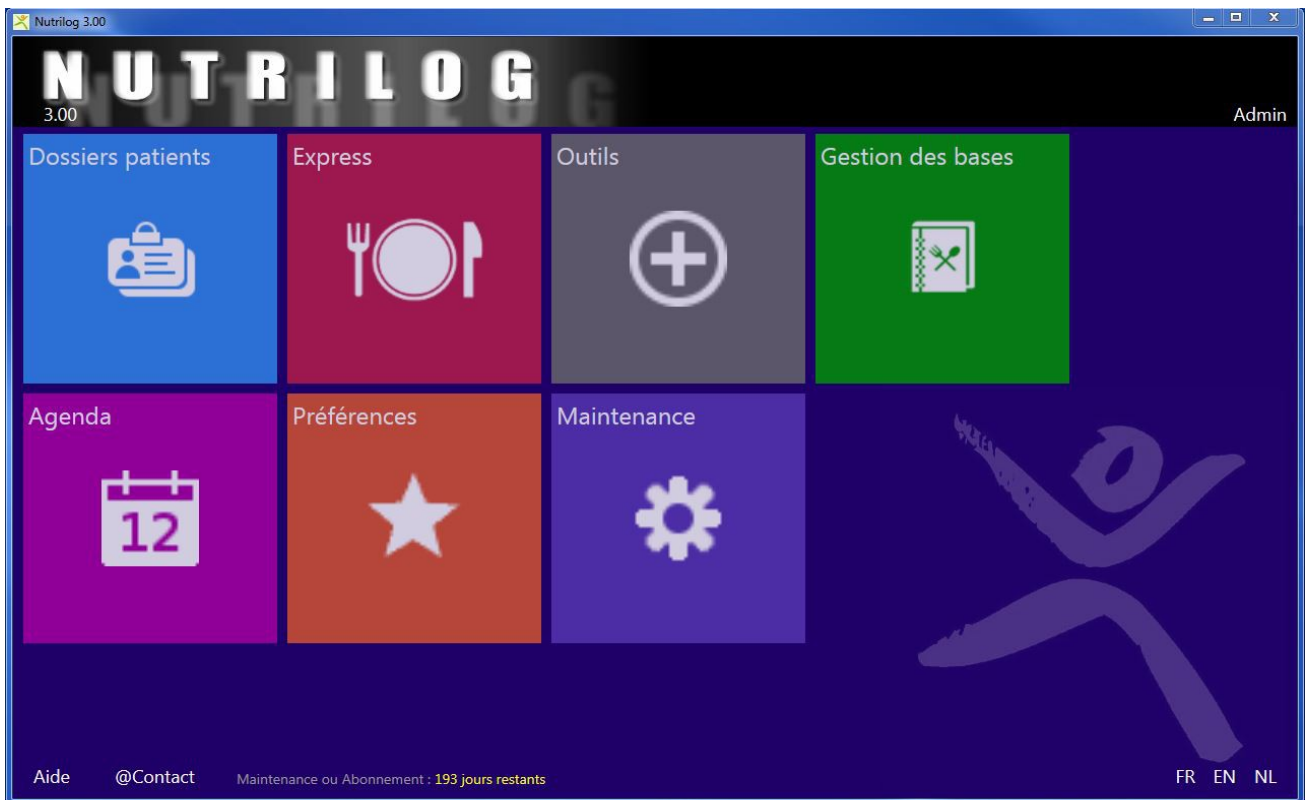 Nutrilog 3.00
NUTRILOG
3.00
Admin
Dossiers patients
Express
Outils
Gestion des bases
Agenda
12
Préférences
Maintenance
Aide @Contact Maintenance ou Abonnement : 193 jours restants FR EN NL